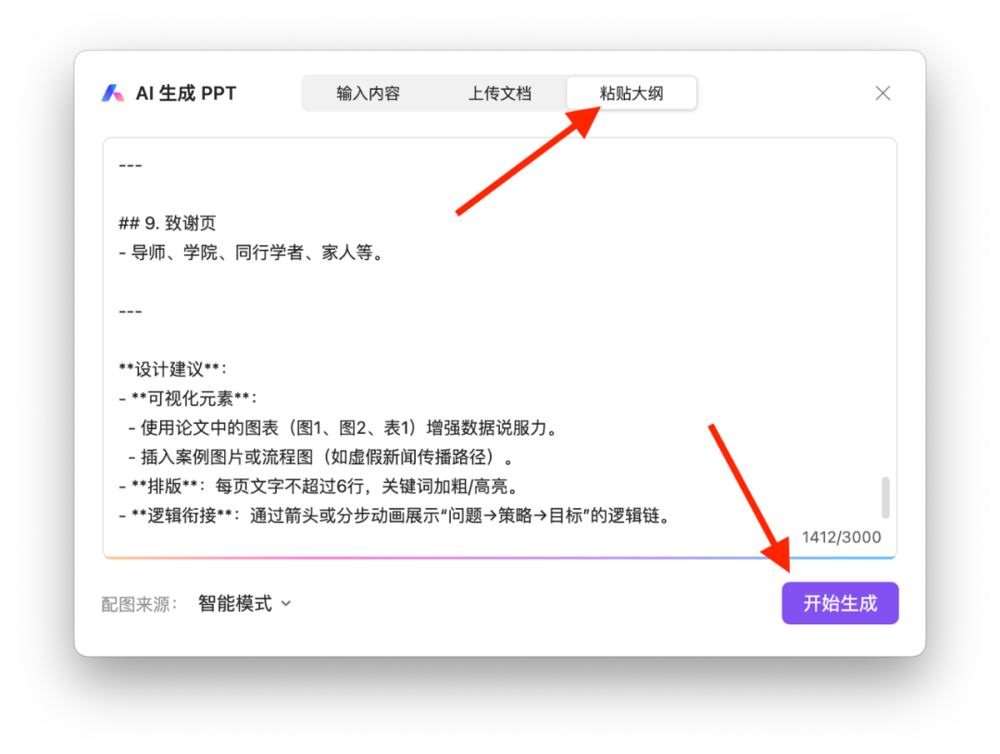 AI 生成 PPT
输入内容
上传文档
粘贴大纲
---
## 9. 致谢页
- 导师、学院、同行学者、家人等。
---
**设计建议**：
- **可视化元素**：
- 使用论文中的图表（图1、图2、表1）增强数据说服力。
- 插入案例图片或流程图（如虚假新闻传播路径）。
- **排版**：每页文字不超过6行，关键词加粗/高亮。
- **逻辑衔接**：通过箭头或分步动画展示“问题→策略→目标”的逻辑链。
1412/3000
配图来源：
智能模式
开始生成